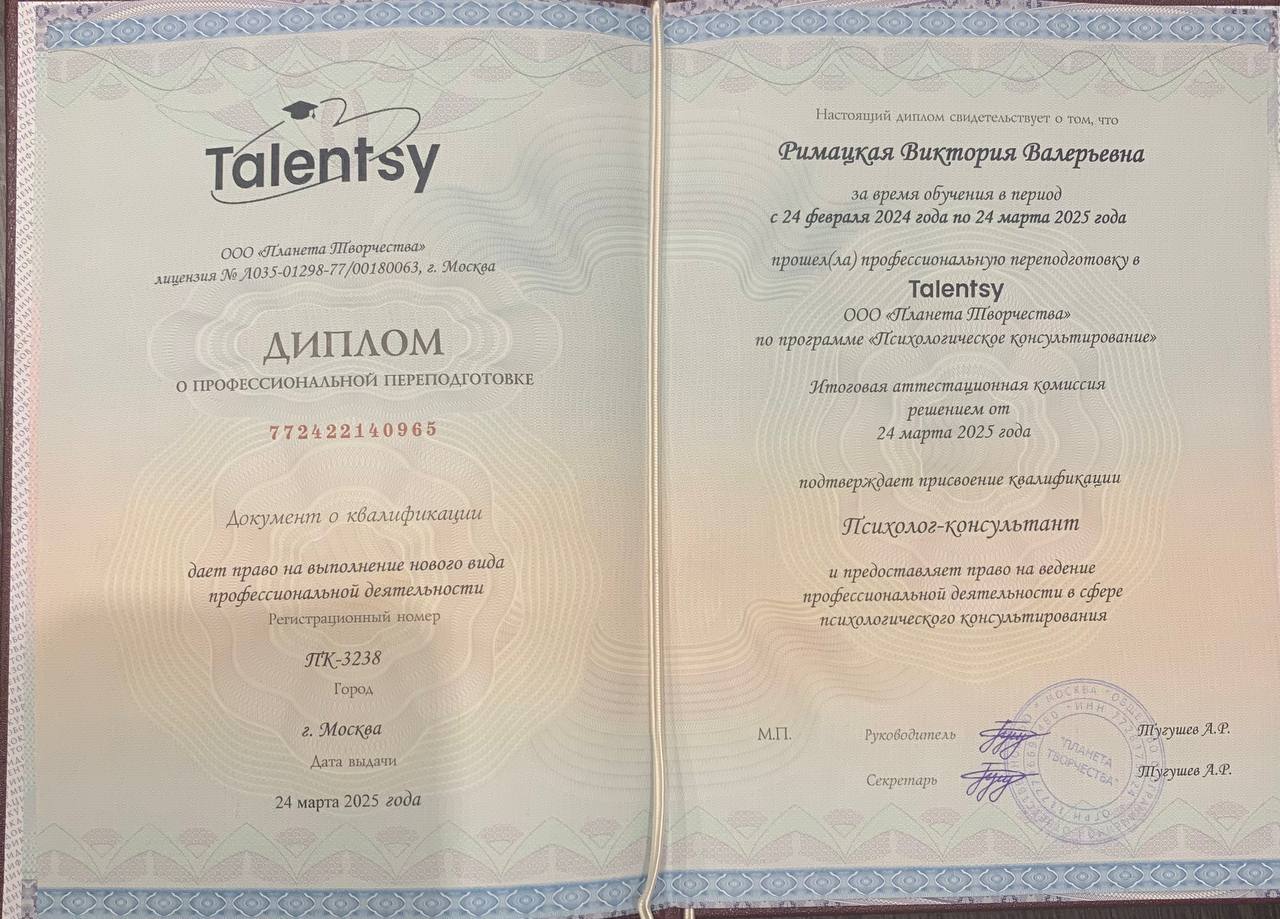 Talentsy
ООО «Планета Творчества»
лицензия № Л035-01298-77/00180063, г. Москва
ДИПЛОМ
О ПРОФЕССИОНАЛЬНОЙ ПЕРЕПОДГОТОВКЕ
772422140965
Документ о квалификации
дает право на выполнение нового вида
профессиональной деятельности
Регистрационный номер
ПК-3238
Город
г. Москва
Дата выдачи
24 марта 2025 года
Настоящий диплом свидетельствует о том, что
Римацкая Виктория Валерьевна
за время обучения в период
с 24 февраля 2024 года по 24 марта 2025 года
прошел(ла) профессиональную переподготовку в
Talentsy
ООО «Планета Творчества»
по программе «Психологическое консультирование»
Итоговая аттестационная комиссия
решением от
24 марта 2025 года
подтверждает присвоение квалификации
Психолог-консультант
и предоставляет право на ведение
профессиональной деятельности в сфере
психологического консультирования
М.П.
Руководитель
Тугушев А.Р.
Секретарь
Тугушев А.Р.
"ПЛАНЕТА
ТВОРЧЕСТВА"